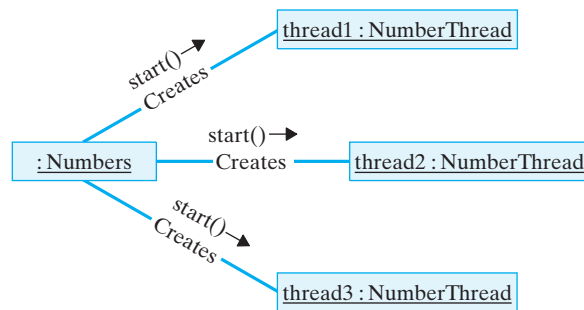 thread1 : NumberThread
start()
Creates
: Numbers
start()
Creates
thread2 : NumberThread
start()
Creates
thread3 : NumberThread